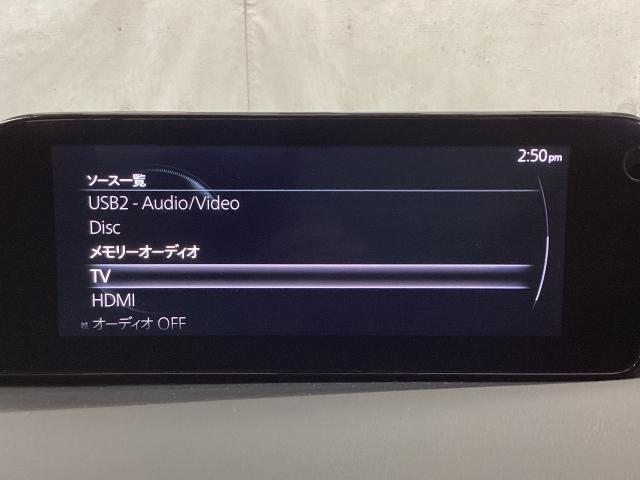 2:50pm
ソース一覧
USB2 - Audio/Video
Disc
メモリーオーディオ
TV
HDMI
オーディオ OFF